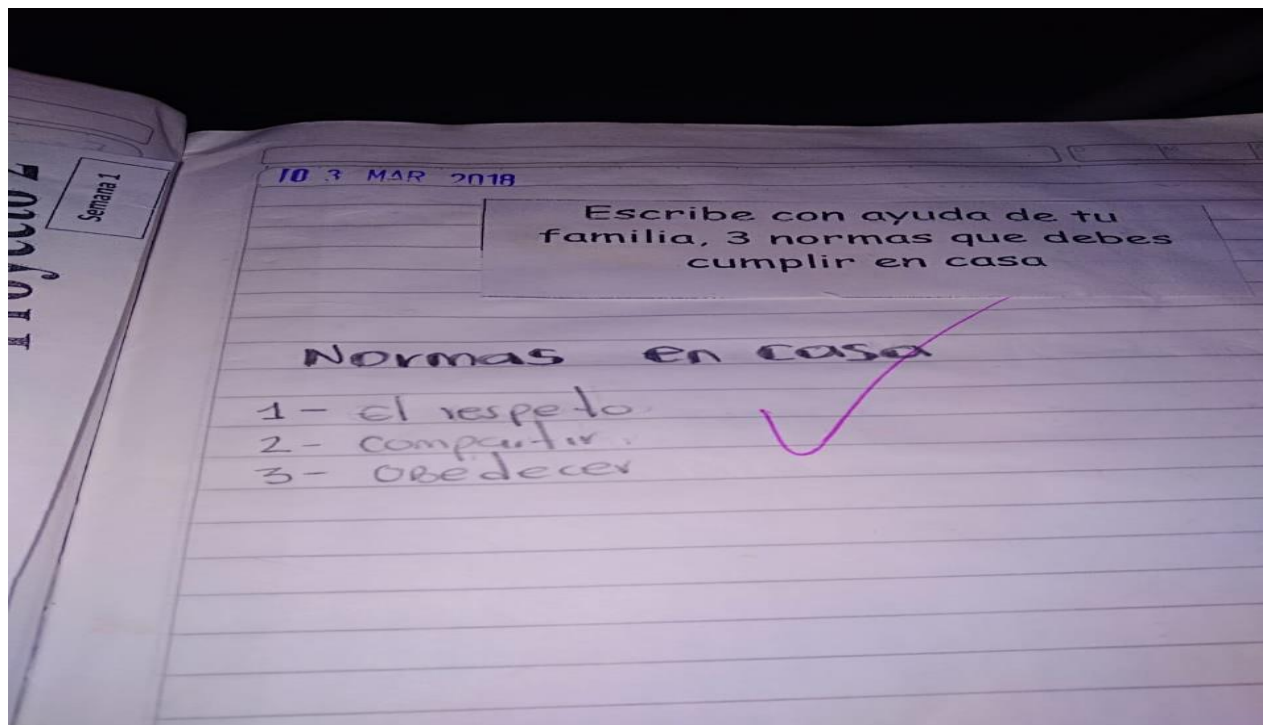 Proyecto 2
Semana 1
10 3 MAR 2018
Escribe con ayuda de tu
familia, 3 normas que debes
cumplir en casa
Normas en casa
1 - El respeto
2 - compartir.
3 - OBedecer